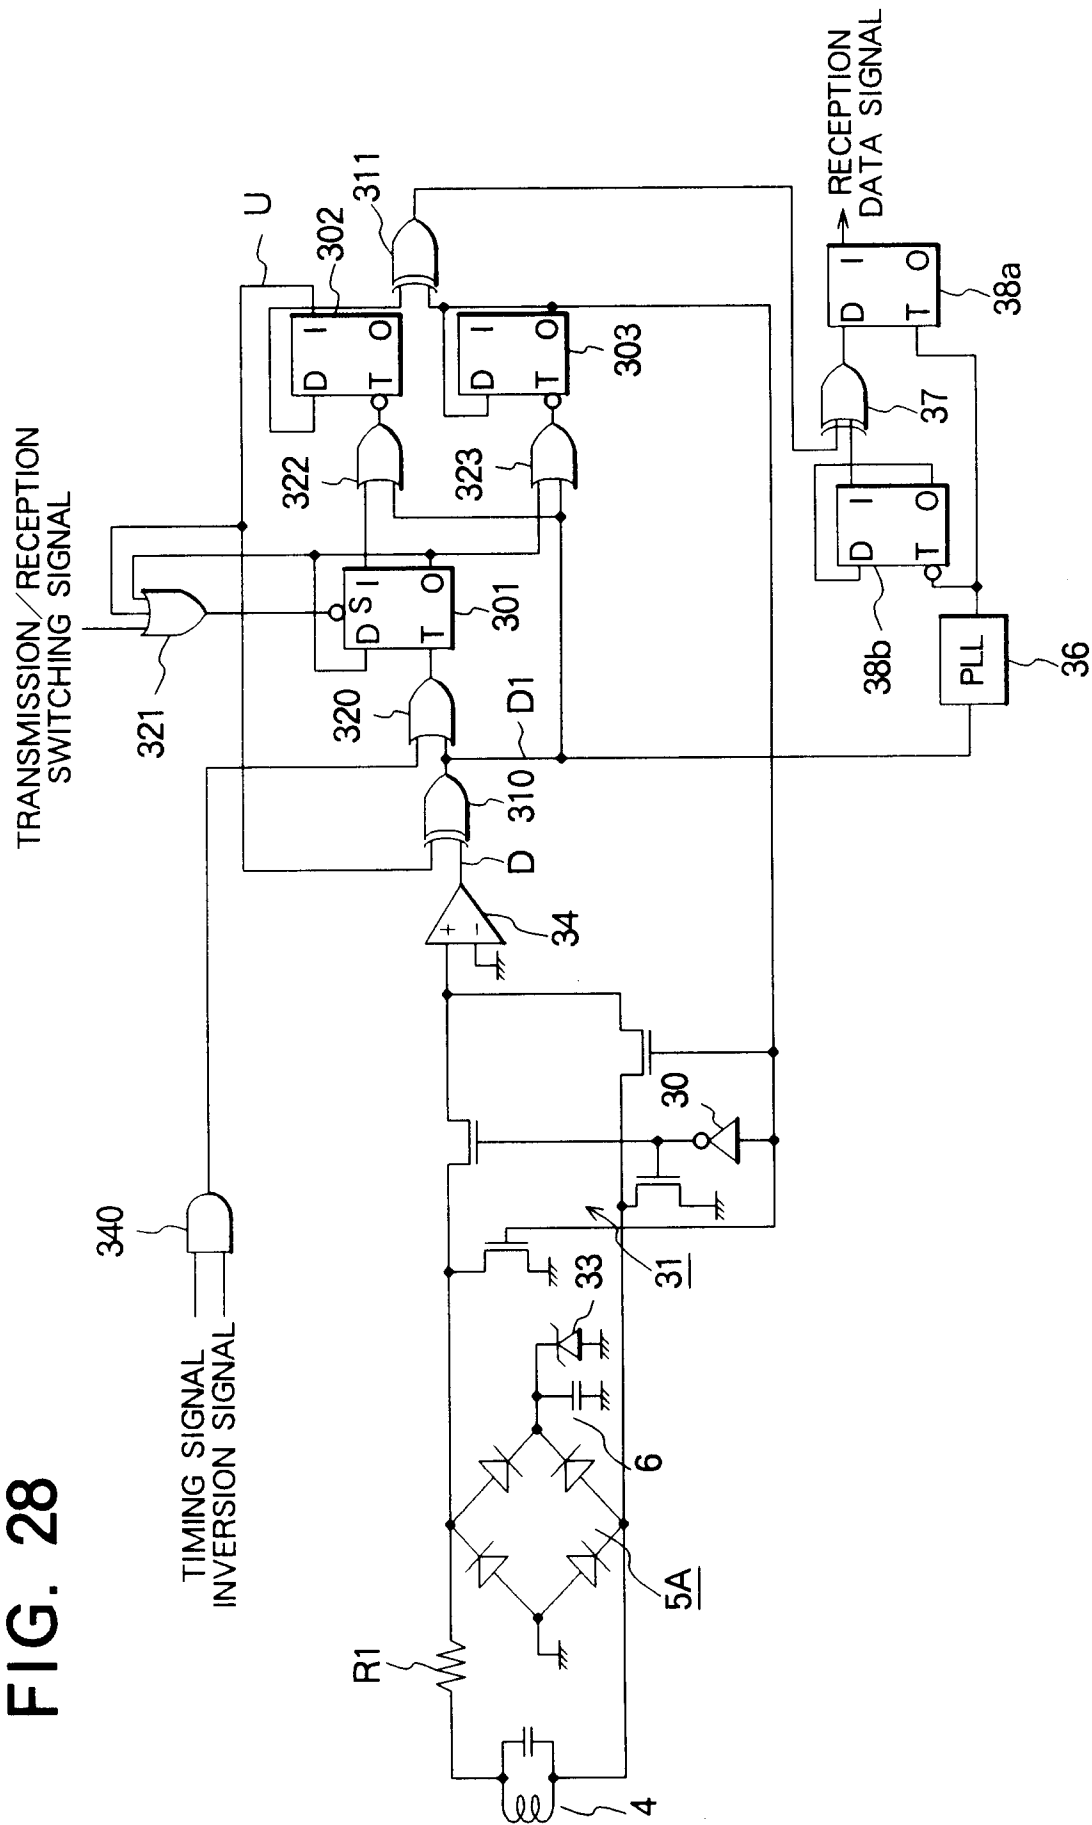 FIG. 28
TIMING SIGNAL
INVERSION SIGNAL
340
TRANSMISSION/RECEPTION
SWITCHING SIGNAL
321
U
302
311
322
I
D
O
T
320
S
I
D
O
T
301
323
I
D
O
T
303
310
D
D1
34
+
−
R1
4
5A
6
33
31
30
PLL
36
38b
I
D
O
T
37
I
D
O
T
38a
RECEPTION
DATA SIGNAL